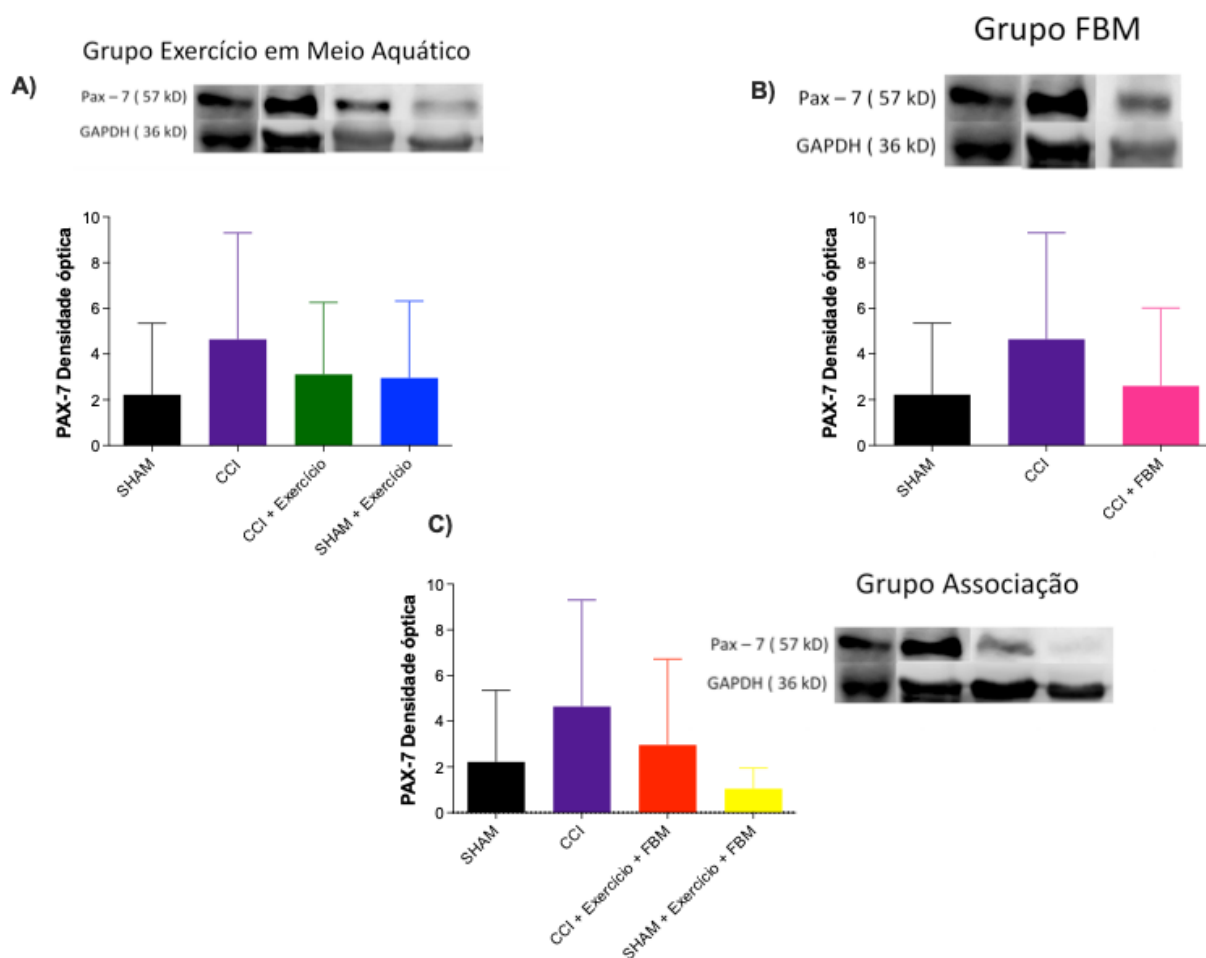 Grupo Exercício em Meio Aquático
A)
Pax – 7 ( 57 kD)
GAPDH ( 36 kD)
PAX-7 Densidade óptica
10
8
6
4
2
0
SHAM
CCI
CCI + Exercício
SHAM + Exercício
Grupo FBM
B)
Pax – 7 ( 57 kD)
GAPDH ( 36 kD)
PAX-7 Densidade óptica
10
8
6
4
2
0
SHAM
CCI
CCI + FBM
C)
Grupo Associação
Pax – 7 ( 57 kD)
GAPDH ( 36 kD)
PAX-7 Densidade óptica
10
8
6
4
2
0
SHAM
CCI
CCI + Exercício + FBM
SHAM + Exercício + FBM